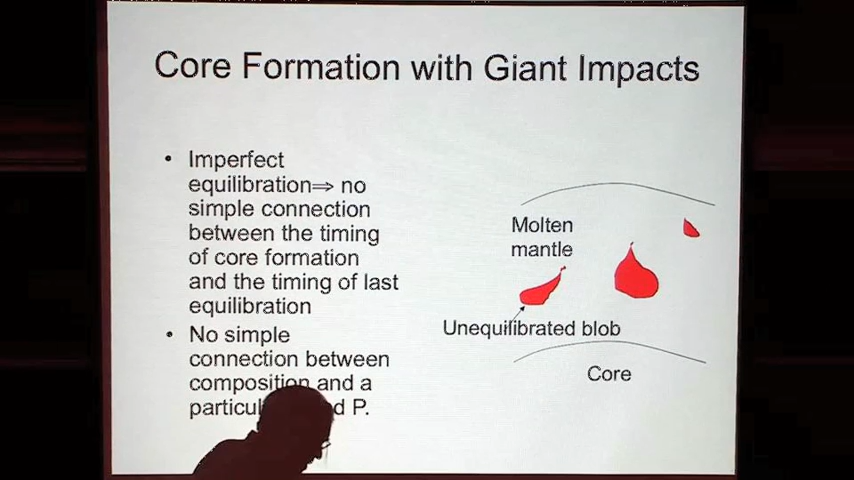 Core Formation with Giant Impacts
• Imperfect
equilibration⇒ no
simple connection
between the timing
of core formation
and the timing of last
equilibration
• No simple
connection between
composition and a
d P.
Molten
mantle
Unequilibrated blob
Core